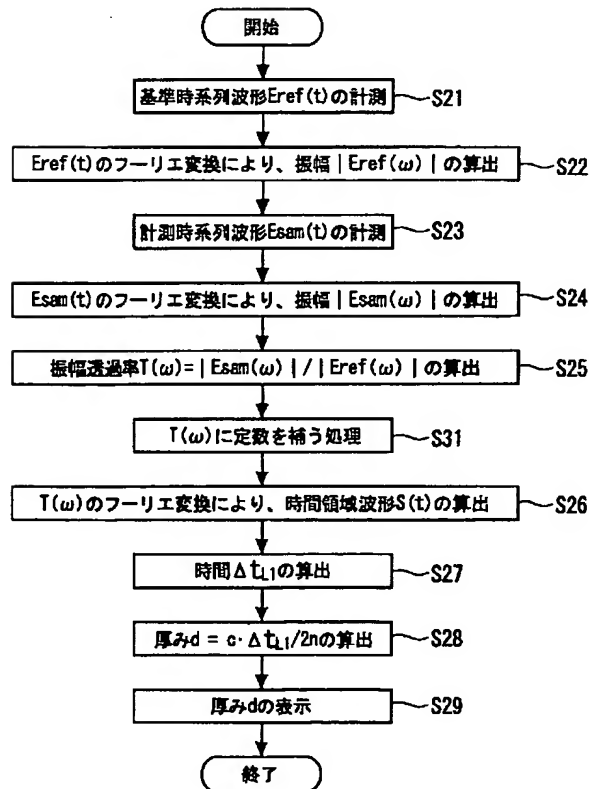 開始
基準時系列波形Eref(t)の計測 S21
Eref(t)のフーリエ変換により、振幅|Eref(ω)|の算出 S22
計測時系列波形Esam(t)の計測 S23
Esam(t)のフーリエ変換により、振幅|Esam(ω)|の算出 S24
振幅透過率T(ω)=|Esam(ω)|/|Eref(ω)|の算出 S25
T(ω)に定数を補う処理 S31
T(ω)のフーリエ変換により、時間領域波形S(t)の算出 S26
時間ΔtL1の算出 S27
厚みd = c·ΔtL1/2nの算出 S28
厚みdの表示 S29
終了